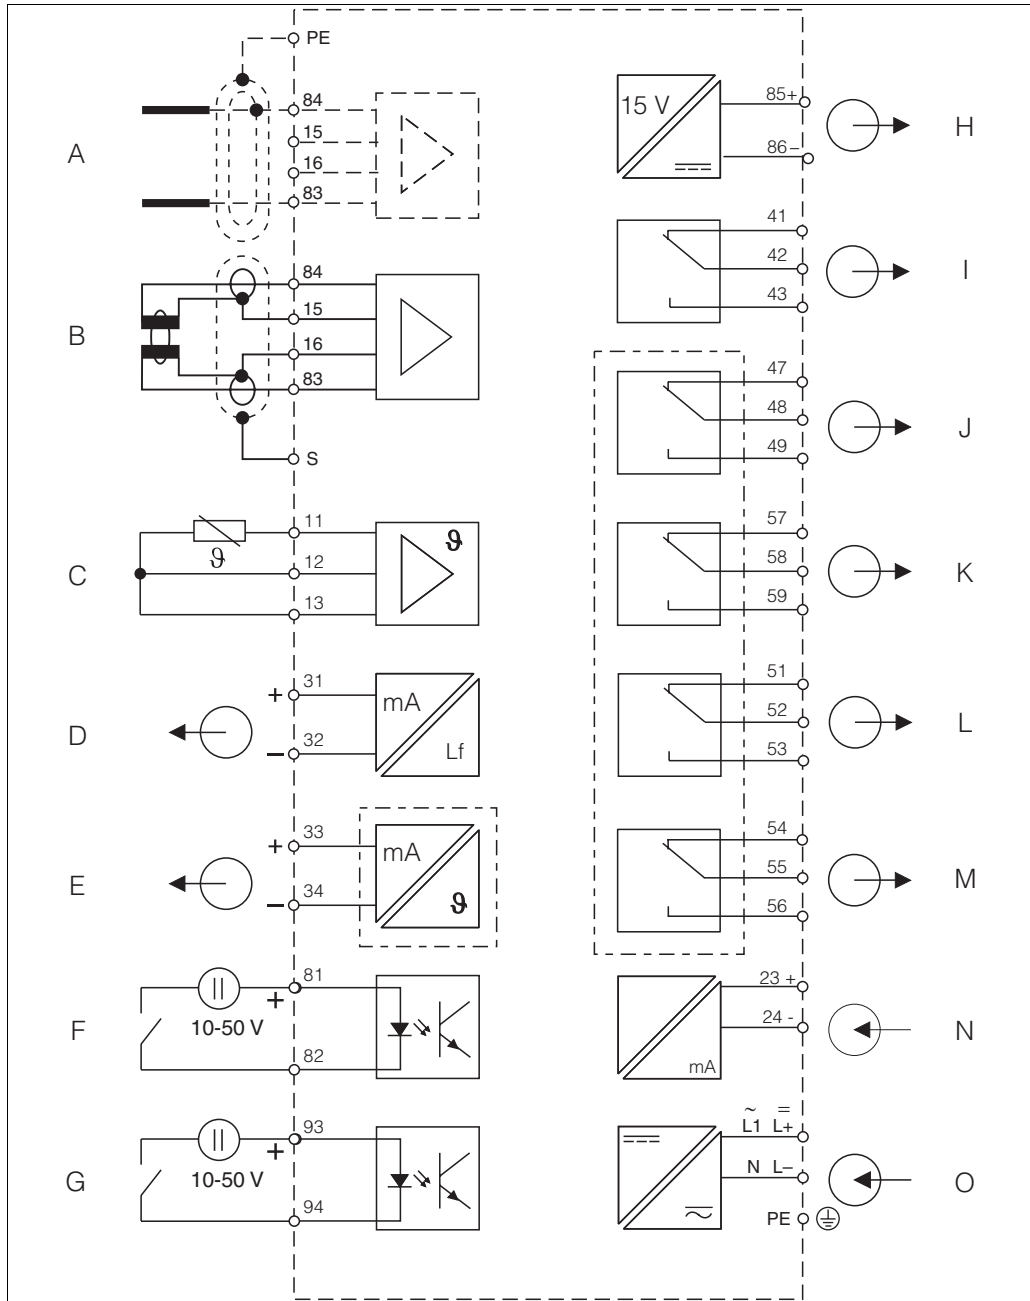 PE
84
15
16
83
A
84
15
16
83
S
B
11
12
13
ϑ
ϑ
C
31
+
32
−
mA
Lf
D
33
+
34
−
mA
ϑ
E
81
+
10-50 V
82
F
93
+
10-50 V
94
G
15 V
85+
86−
H
41
42
43
I
47
48
49
J
57
58
59
K
51
52
53
L
54
55
56
M
23 +
24 -
mA
N
~ =
L1 L+
N L−
PE
O